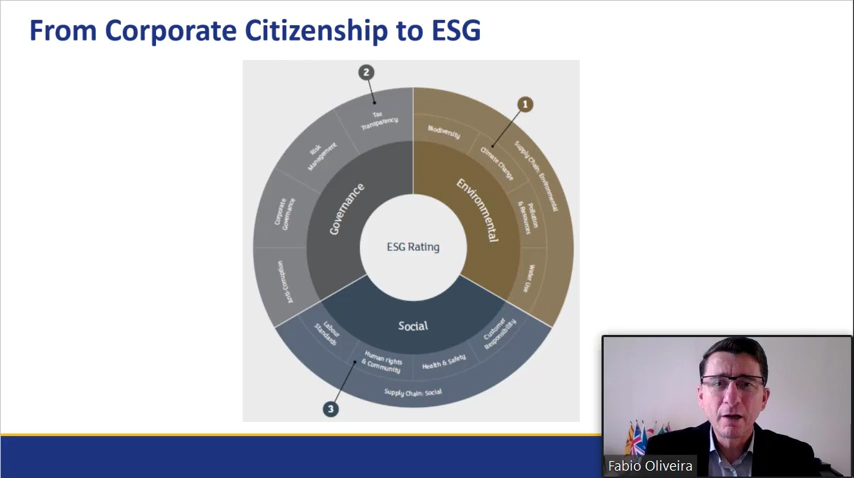 From Corporate Citizenship to ESG
2
1
Tax
Transparency
Biodiversity
Climate Change
Supply Chain: Environmental
Risk
Management
Governance
Environmental
Pollution
& Resources
Corporate
Governance
ESG Rating
Water Use
Anti-Corruption
Social
Labour
Standards
Customer
Responsibility
Human rights
& Community
Health & Safety
Supply Chain: Social
3
Fabio Oliveira